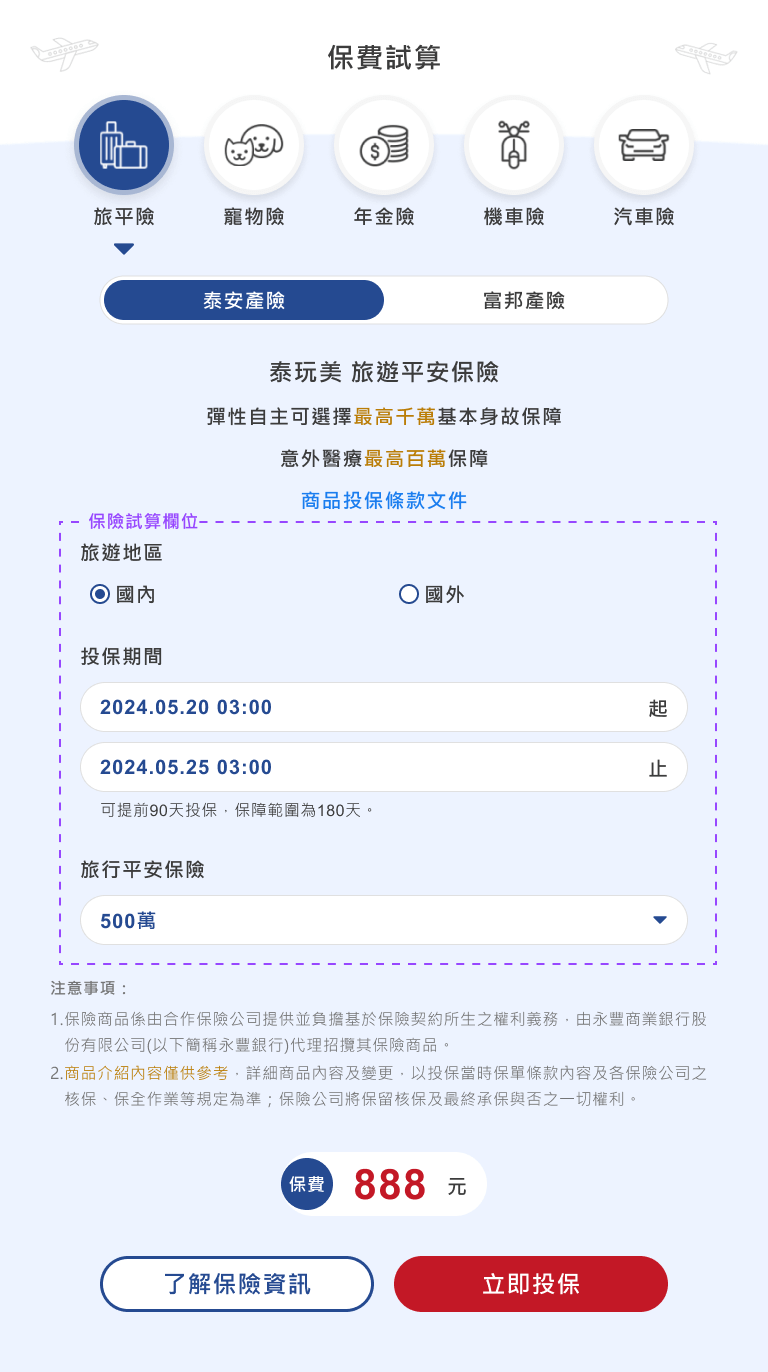 保費試算
旅平險 寵物險 年金險 機車險 汽車險
泰安產險 富邦產險
泰玩美 旅遊平安保險
彈性自主可選擇最高千萬基本身故保障
意外醫療最高百萬保障
商品投保條款文件
保險試算欄位
旅遊地區
國內 國外
投保期間
2024.05.20 03:00 起
2024.05.25 03:00 止
可提前90天投保，保障範圍為180天。
旅行平安保險
500萬
注意事項：
1.保險商品係由合作保險公司提供並負擔基於保險契約所生之權利義務，由永豐商業銀行股
份有限公司(以下簡稱永豐銀行)代理招攬其保險商品。
2.商品介紹內容僅供參考，詳細商品內容及變更，以投保當時保單條款內容及各保險公司之
核保、保全作業等規定為準；保險公司將保留核保及最終承保與否之一切權利。
保費 888 元
了解保險資訊 立即投保